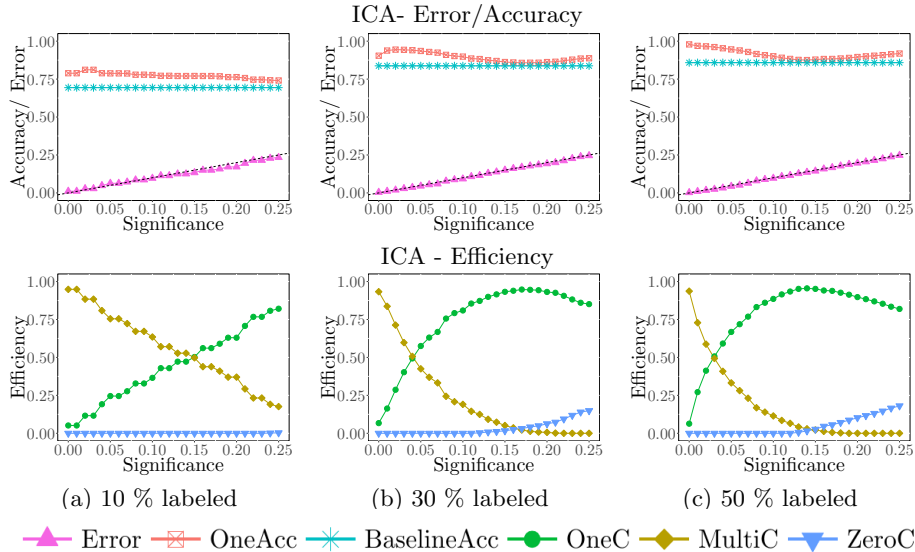 ICA- Error/Accuracy
Accuracy/ Error
1.00
0.75
0.50
0.25
0.00
0.00 0.05 0.10 0.15 0.20 0.25
Significance
1.00
0.75
0.50
0.25
0.00
0.00 0.05 0.10 0.15 0.20 0.25
Significance
Accuracy/ Error
1.00
0.75
0.50
0.25
0.00
0.00 0.05 0.10 0.15 0.20 0.25
Significance
Accuracy/ Error
ICA - Efficiency
Efficiency
1.00
0.75
0.50
0.25
0.00
0.00 0.05 0.10 0.15 0.20 0.25
Significance
Efficiency
1.00
0.75
0.50
0.25
0.00
0.00 0.05 0.10 0.15 0.20 0.25
Significance
Efficiency
1.00
0.75
0.50
0.25
0.00
0.00 0.05 0.10 0.15 0.20 0.25
Significance
(a) 10 % labeled
(b) 30 % labeled
(c) 50 % labeled
Error OneAcc BaselineAcc OneC MultiC ZeroC